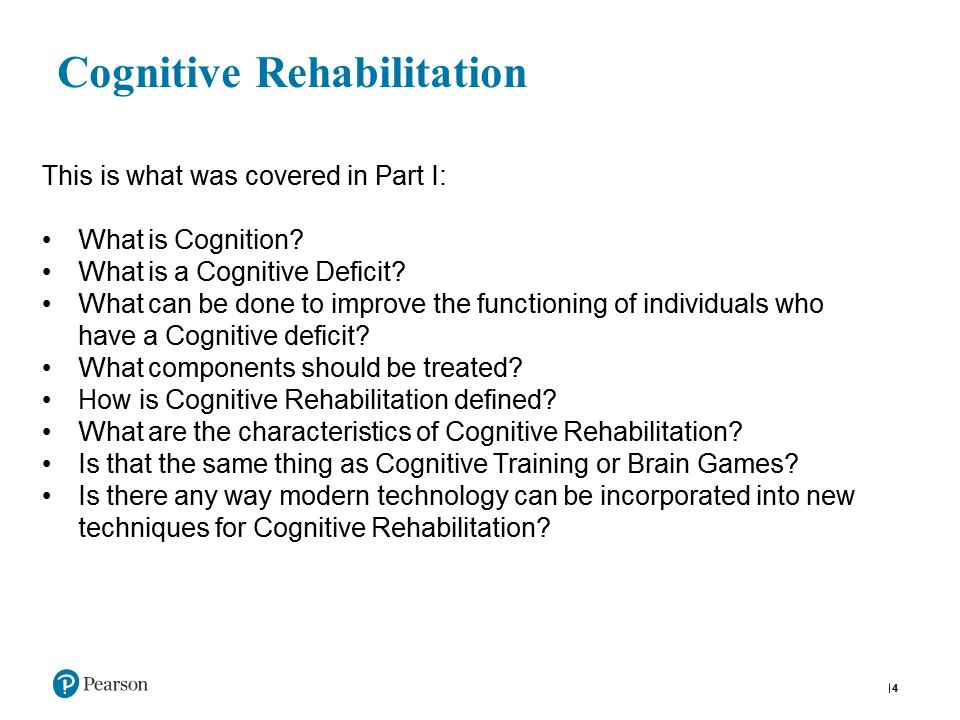 Cognitive Rehabilitation
This is what was covered in Part I:
• What is Cognition?
• What is a Cognitive Deficit?
• What can be done to improve the functioning of individuals who
have a Cognitive deficit?
• What components should be treated?
• How is Cognitive Rehabilitation defined?
• What are the characteristics of Cognitive Rehabilitation?
• Is that the same thing as Cognitive Training or Brain Games?
• Is there any way modern technology can be incorporated into new
techniques for Cognitive Rehabilitation?
P Pearson
|4